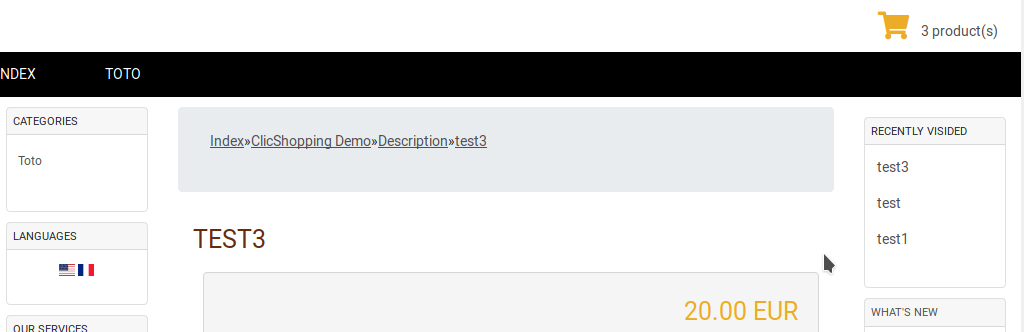 3 product(s)
NDEX TOTO
CATEGORIES
Toto
LANGUAGES
OUR SERVICES
Index»ClicShopping Demo»Description»test3
TEST3
20.00 EUR
RECENTLY VISIDED
test3
test
test1
WHAT'S NEW